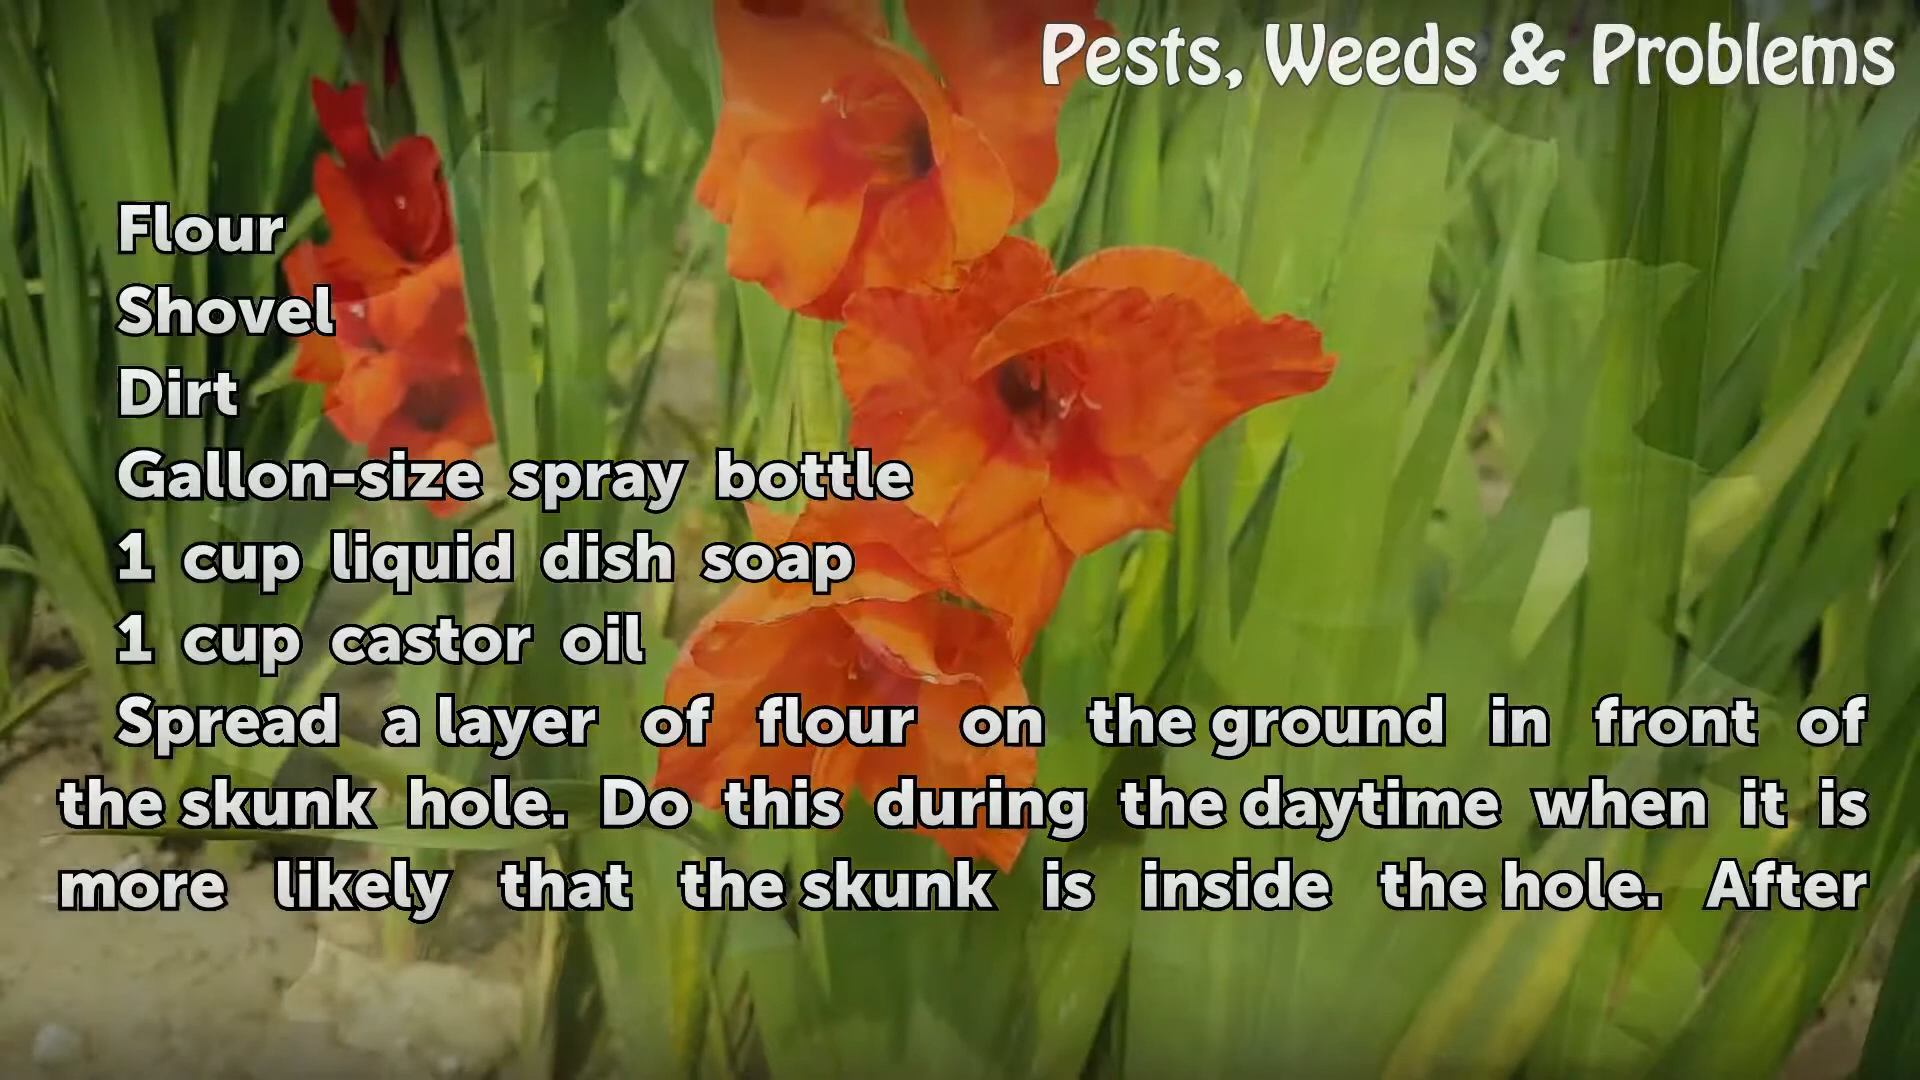 Pests, Weeds & Problems
Flour
Shovel
Dirt
Gallon-size spray bottle
1 cup liquid dish soap
1 cup castor oil
Spread a layer of flour on the ground in front of
the skunk hole. Do this during the daytime when it is
more likely that the skunk is inside the hole. After